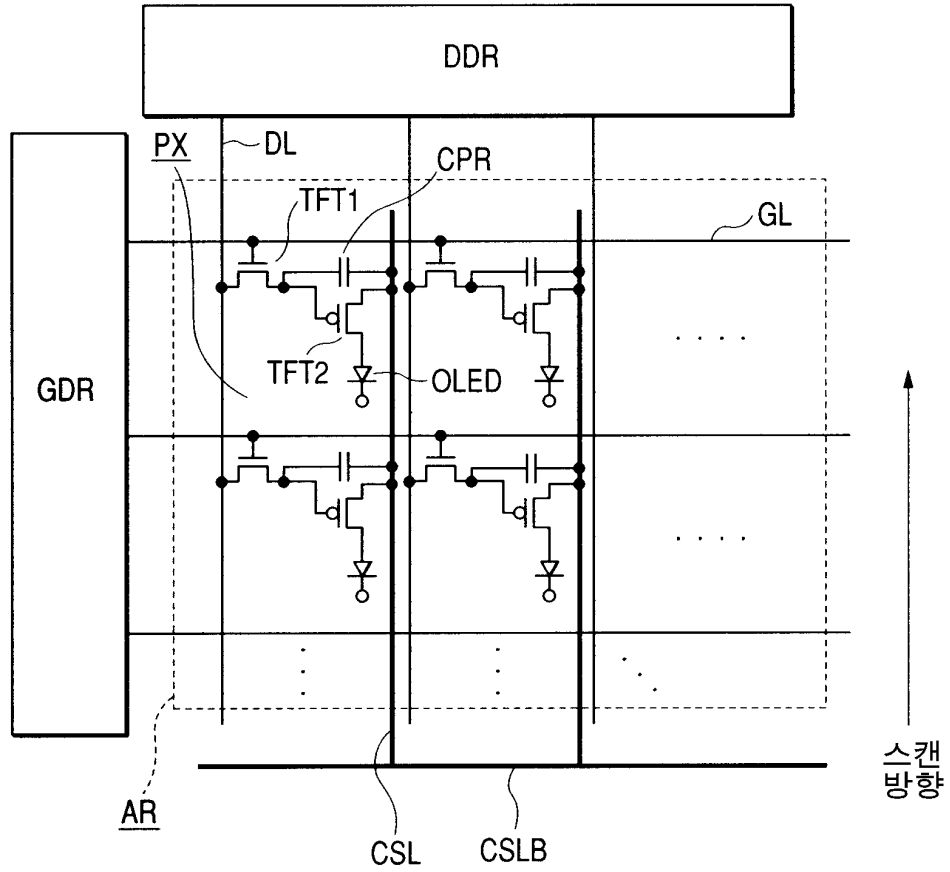 DDR
PX
DL
CPR
TFT1
GL
TFT2
OLED
GDR
스캔
방향
AR
CSL
CSLB